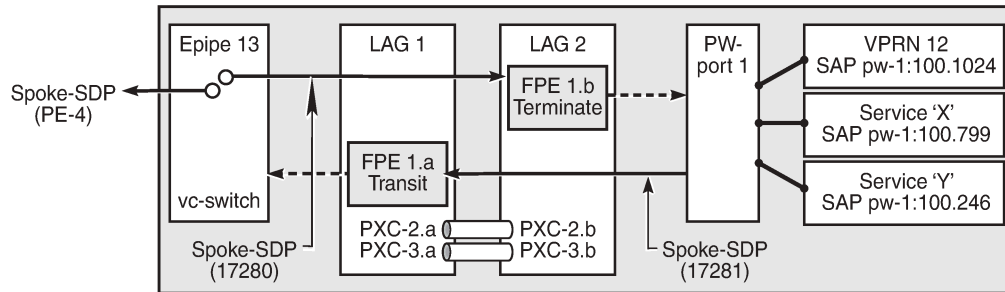 Epipe 13
LAG 1
LAG 2
PW-
port 1
VPRN 12
SAP pw-1:100.1024
Spoke-SDP
(PE-4)
FPE 1.b
Terminate
Service ‘X’
SAP pw-1:100.799
FPE 1.a
Transit
Service ‘Y’
SAP pw-1:100.246
vc-switch
PXC-2.a
PXC-2.b
PXC-3.a
PXC-3.b
Spoke-SDP
(17280)
Spoke-SDP
(17281)